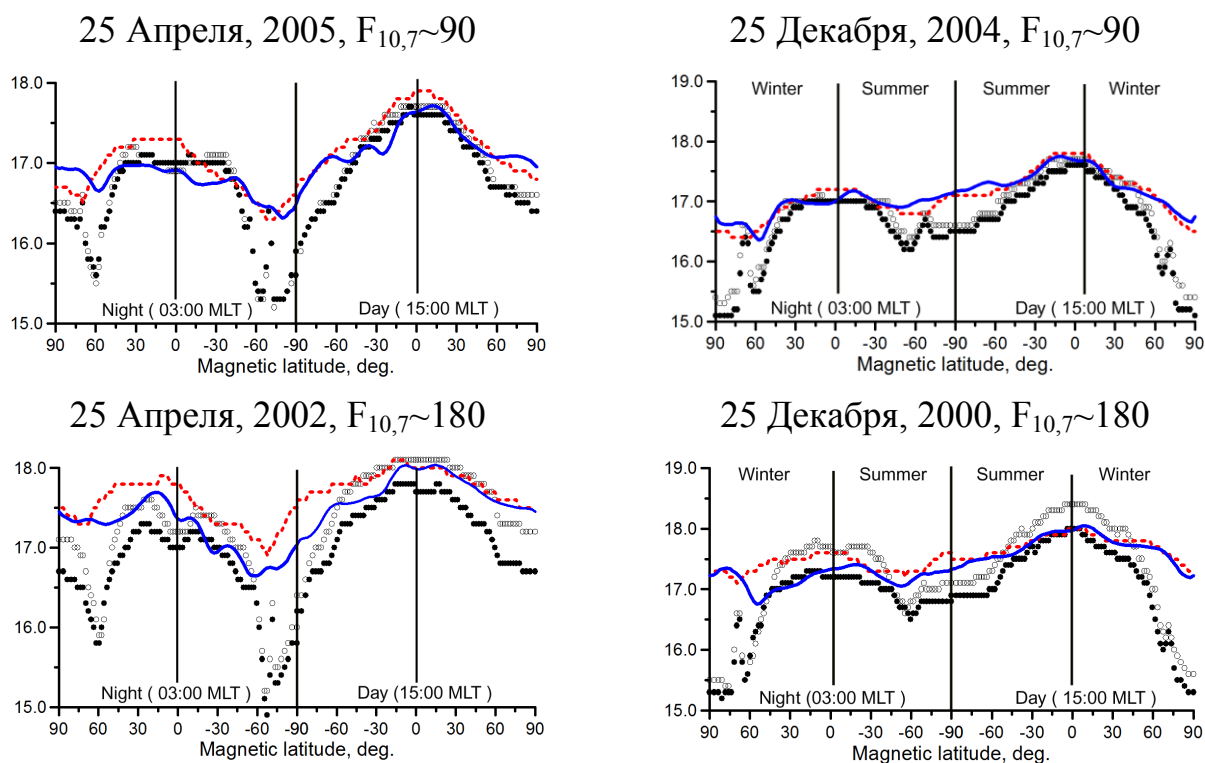 25 Апреля, 2005, F10,7~90
18.0
17.0
16.0
15.0
Night ( 03:00 MLT )
Day ( 15:00 MLT )
90 60 30 0 -30 -60 -90 -60 -30 0 30 60 90
Magnetic latitude, deg.
25 Декабря, 2004, F10,7~90
19.0
18.0
17.0
16.0
15.0
Winter Summer Summer Winter
Night ( 03:00 MLT )
Day ( 15:00 MLT )
90 60 30 0 -30 -60 -90 -60 -30 0 30 60 90
Magnetic latitude, deg.
25 Апреля, 2002, F10,7~180
18.0
17.0
16.0
15.0
Night ( 03:00 MLT )
Day (15:00 MLT )
90 60 30 0 -30 -60 -90 -60 -30 0 30 60 90
Magnetic latitude, deg.
25 Декабря, 2000, F10,7~180
19.0
18.0
17.0
16.0
15.0
Winter Summer Summer Winter
Night (03:00 MLT )
Day ( 15:00 MLT )
90 60 30 0 -30 -60 -90 -60 -30 0 30 60 90
Magnetic latitude, deg.